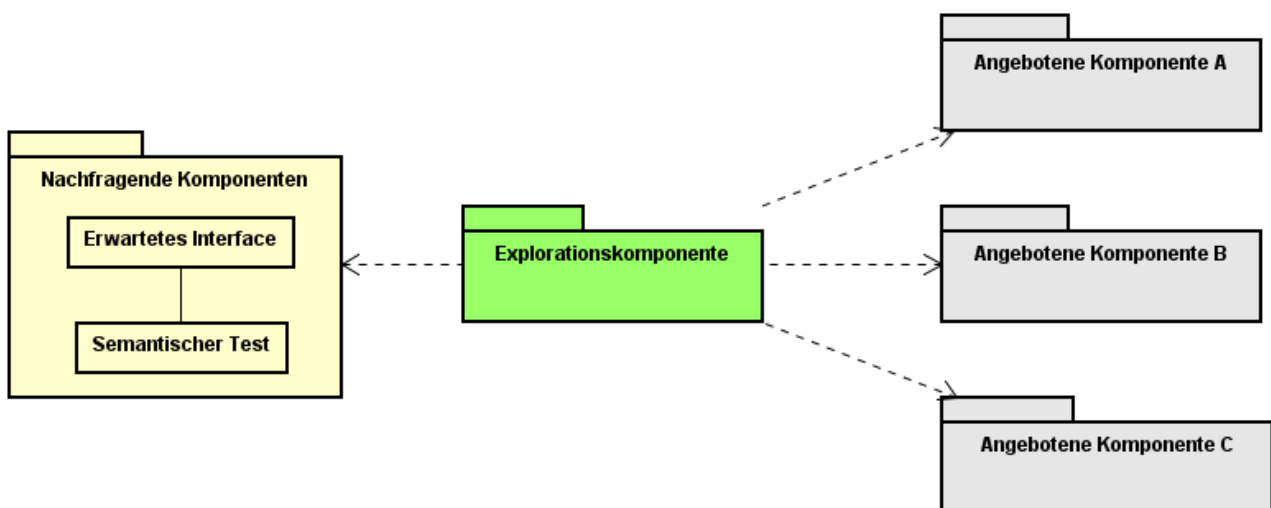 Nachfragende Komponenten
Erwartetes Interface
Semantischer Test
Explorationskomponente
Angebotene Komponente A
Angebotene Komponente B
Angebotene Komponente C